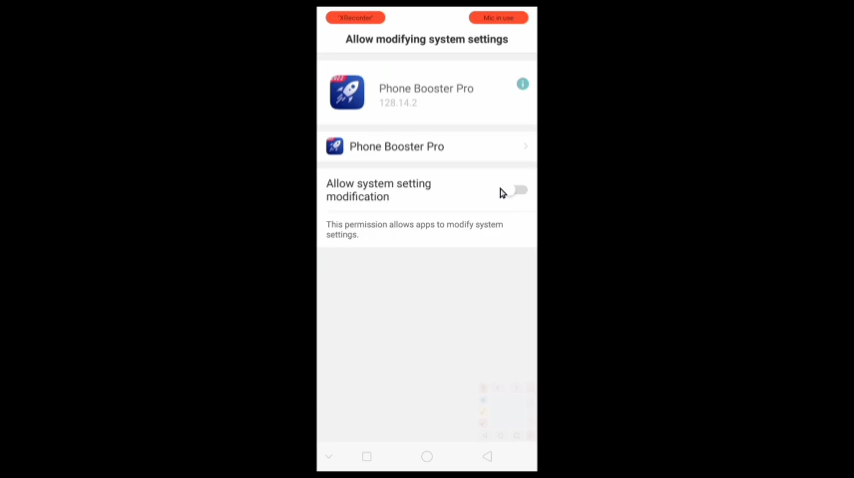 "XRecorder"
Mic in use
Allow modifying system settings
Phone Booster Pro
128.14.2
Phone Booster Pro
Allow system setting
modification
This permission allows apps to modify system
settings.